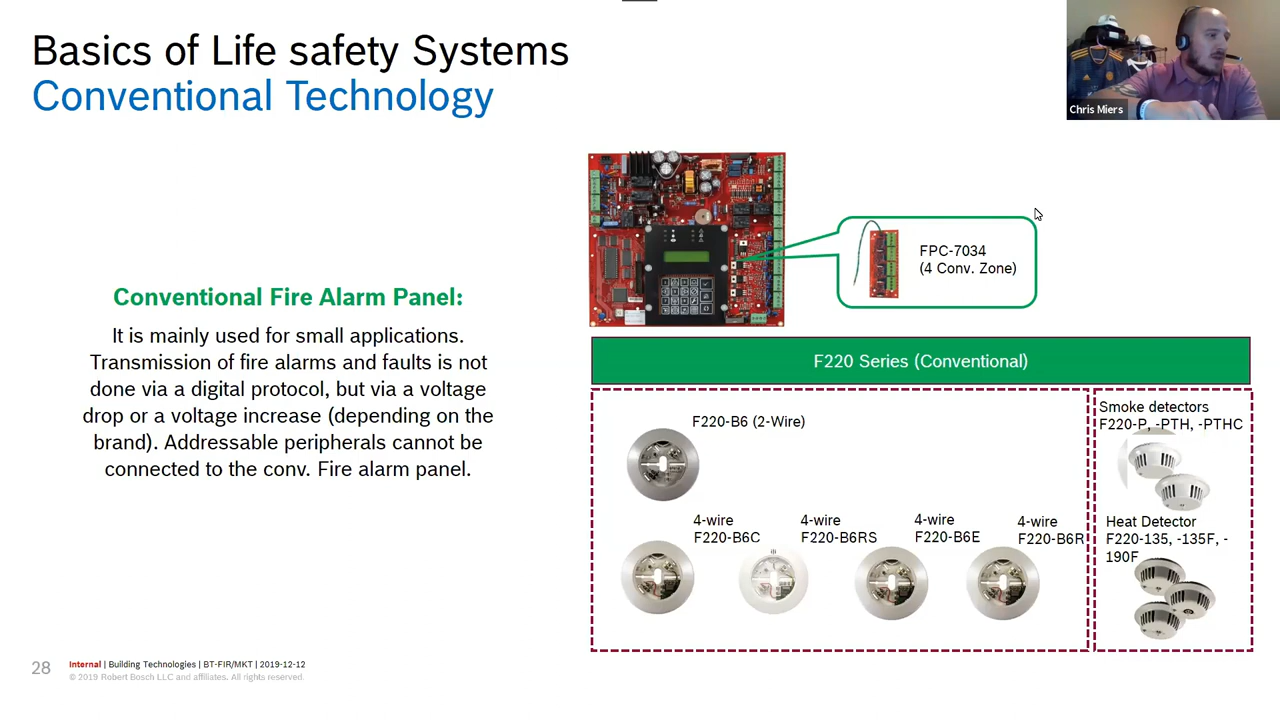 Basics of Life safety Systems
Conventional Technology
Chris Miers
FPC-7034
(4 Conv. Zone)
Conventional Fire Alarm Panel:
It is mainly used for small applications.
Transmission of fire alarms and faults is not
done via a digital protocol, but via a voltage
drop or a voltage increase (depending on the
brand). Addressable peripherals cannot be
connected to the conv. Fire alarm panel.
F220 Series (Conventional)
F220-B6 (2-Wire)
4-wire
F220-B6C
4-wire
F220-B6RS
4-wire
F220-B6E
4-wire
F220-B6R
Smoke detectors
F220-P, -PTH, -PTHC
Heat Detector
F220-135, -135F, -
190F
28
Internal | Building Technologies | BT-FIR/MKT | 2019-12-12
© 2019 Robert Bosch LLC and affiliates. All rights reserved.